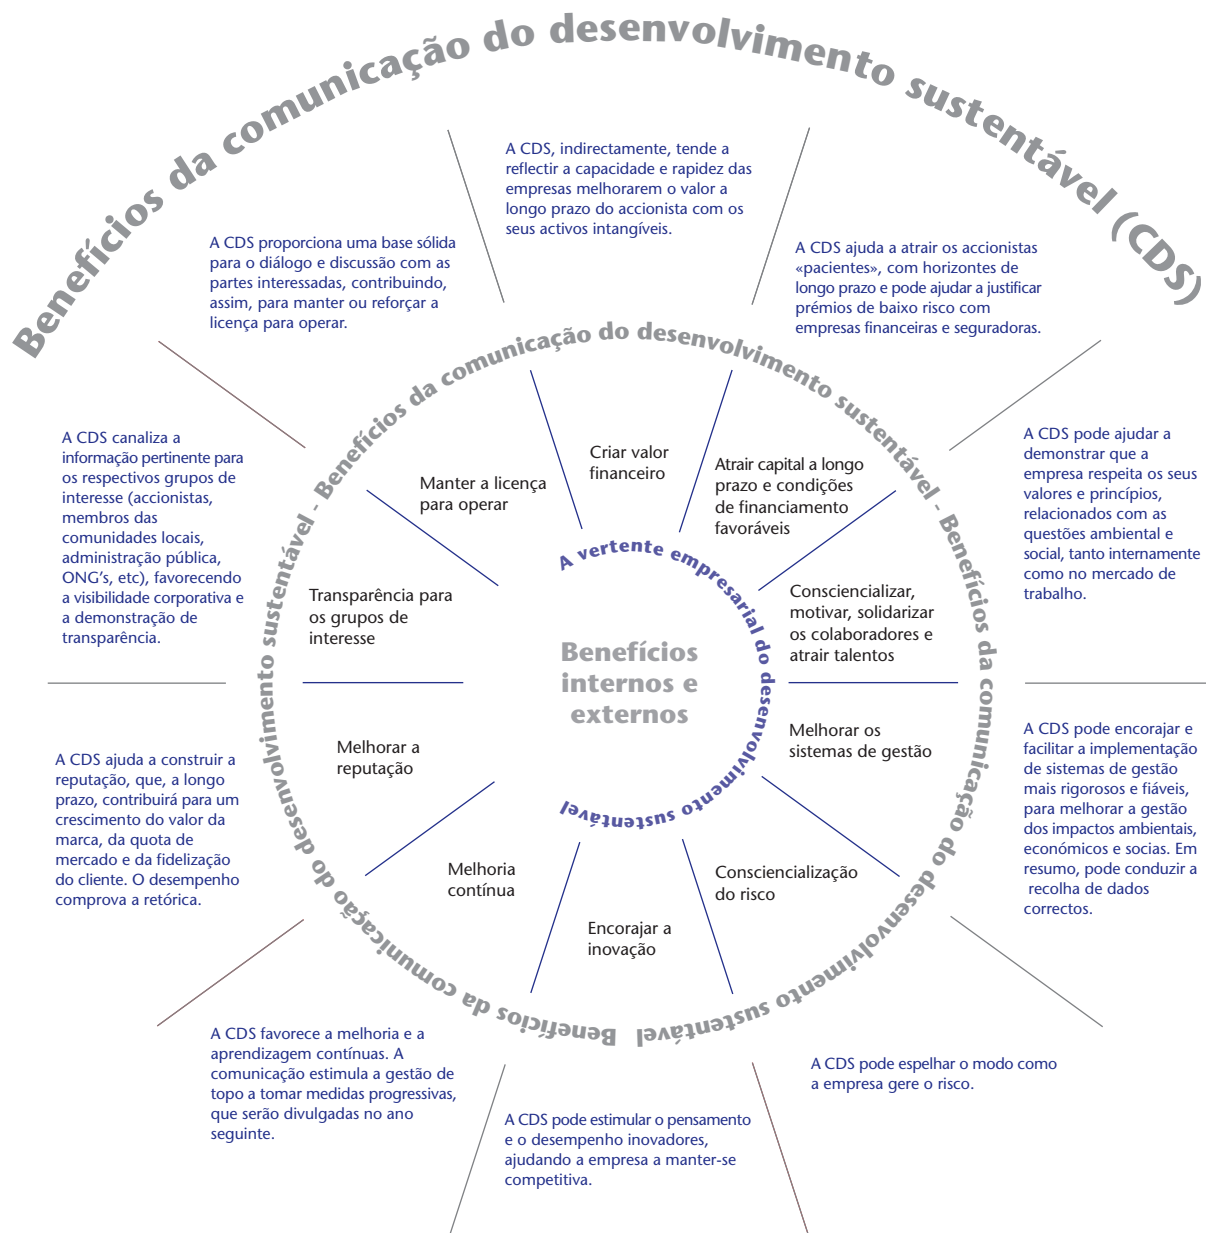 Benefícios da comunicação do desenvolvimento sustentável (CDS)
A CDS, indirectamente, tende a
reflectir a capacidade e rapidez das
empresas melhorarem o valor a
longo prazo do accionista com os
seus activos intangíveis.
A CDS proporciona uma base sólida
para o diálogo e discussão com as
partes interessadas, contribuindo,
assim, para manter ou reforçar a
licença para operar.
A CDS ajuda a atrair os accionistas
«pacientes», com horizontes de
longo prazo e pode ajudar a justificar
prémios de baixo risco com
empresas financeiras e seguradoras.
A CDS canaliza a
informação pertinente para
os respectivos grupos de
interesse (accionistas,
membros das
comunidades locais,
administração pública,
ONG's, etc), favorecendo
a visibilidade corporativa e
a demonstração de
transparência.
A CDS pode ajudar a
demonstrar que a
empresa respeita os seus
valores e princípios,
relacionados com as
questões ambiental e
social, tanto internamente
como no mercado de
trabalho.
Benefícios da comunicação do desenvolvimento sustentável - Benefícios da comunicação do desenvolvimento sustentável
Benefícios da comunicação do desenvolvimento sustentável -
Criar valor
financeiro
Manter a licença
para operar
Atrair capital a longo
prazo e condições
de financiamento
favoráveis
Transparência para
os grupos de
interesse
Consciencializar,
motivar, solidarizar
os colaboradores e
atrair talentos
A vertente empresarial do desenvolvimento sustentável
Benefícios
internos e
externos
Melhorar a
reputação
Melhorar os
sistemas de gestão
Melhoria
contínua
Consciencialização
do risco
Encorajar a
inovação
A CDS ajuda a construir a
reputação, que, a longo
prazo, contribuirá para um
crescimento do valor da
marca, da quota de
mercado e da fidelização
do cliente. O desempenho
comprova a retórica.
A CDS pode encorajar e
facilitar a implementação
de sistemas de gestão
mais rigorosos e fiáveis,
para melhorar a gestão
dos impactos ambientais,
económicos e socias. Em
resumo, pode conduzir a
recolha de dados
correctos.
A CDS favorece a melhoria e a
aprendizagem contínuas. A
comunicação estimula a gestão de
topo a tomar medidas progressivas,
que serão divulgadas no ano
seguinte.
A CDS pode espelhar o modo como
a empresa gere o risco.
A CDS pode estimular o pensamento
e o desempenho inovadores,
ajudando a empresa a manter-se
competitiva.